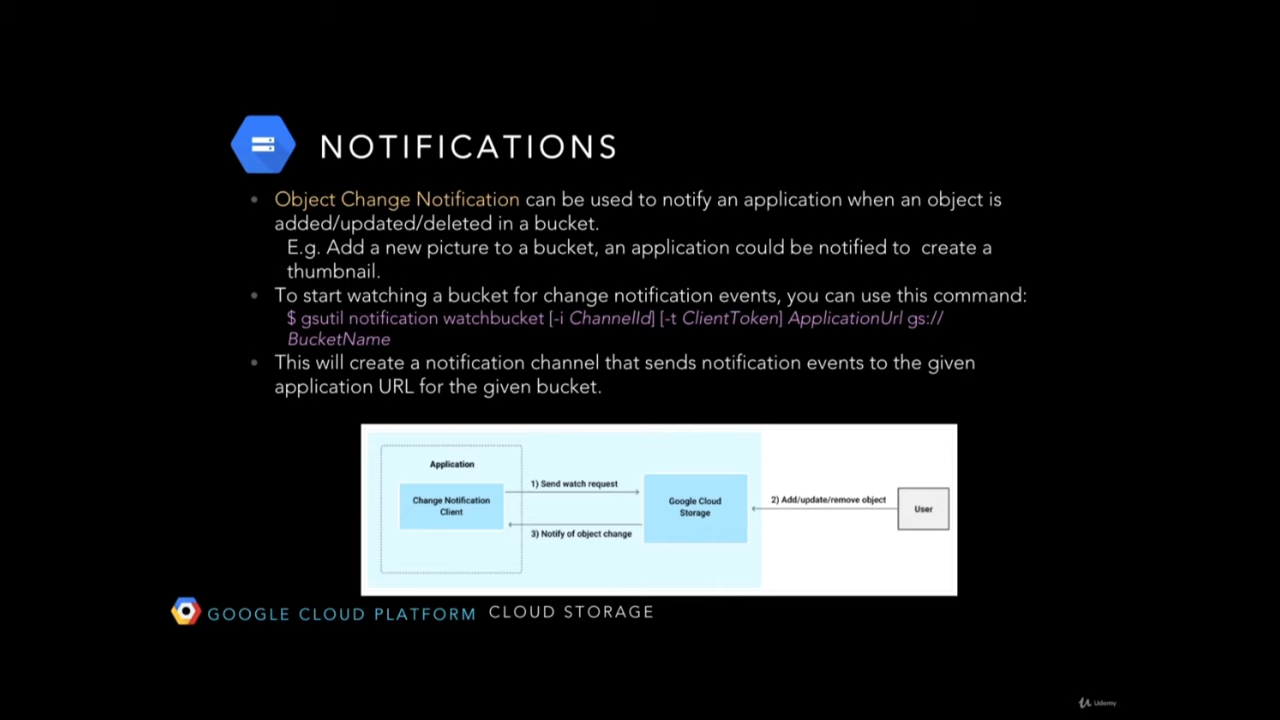 NOTIFICATIONS
• Object Change Notification can be used to notify an application when an object is
added/updated/deleted in a bucket.
E.g. Add a new picture to a bucket, an application could be notified to create a
thumbnail.
• To start watching a bucket for change notification events, you can use this command:
$ gsutil notification watchbucket [-i ChannelId] [-t ClientToken] ApplicationUrl gs://
BucketName
• This will create a notification channel that sends notification events to the given
application URL for the given bucket.
Application
Change Notification
Client
1) Send watch request
3) Notify of object change
Google Cloud
Storage
2) Add/update/remove object
User
GOOGLE CLOUD PLATFORM CLOUD STORAGE
Udemy